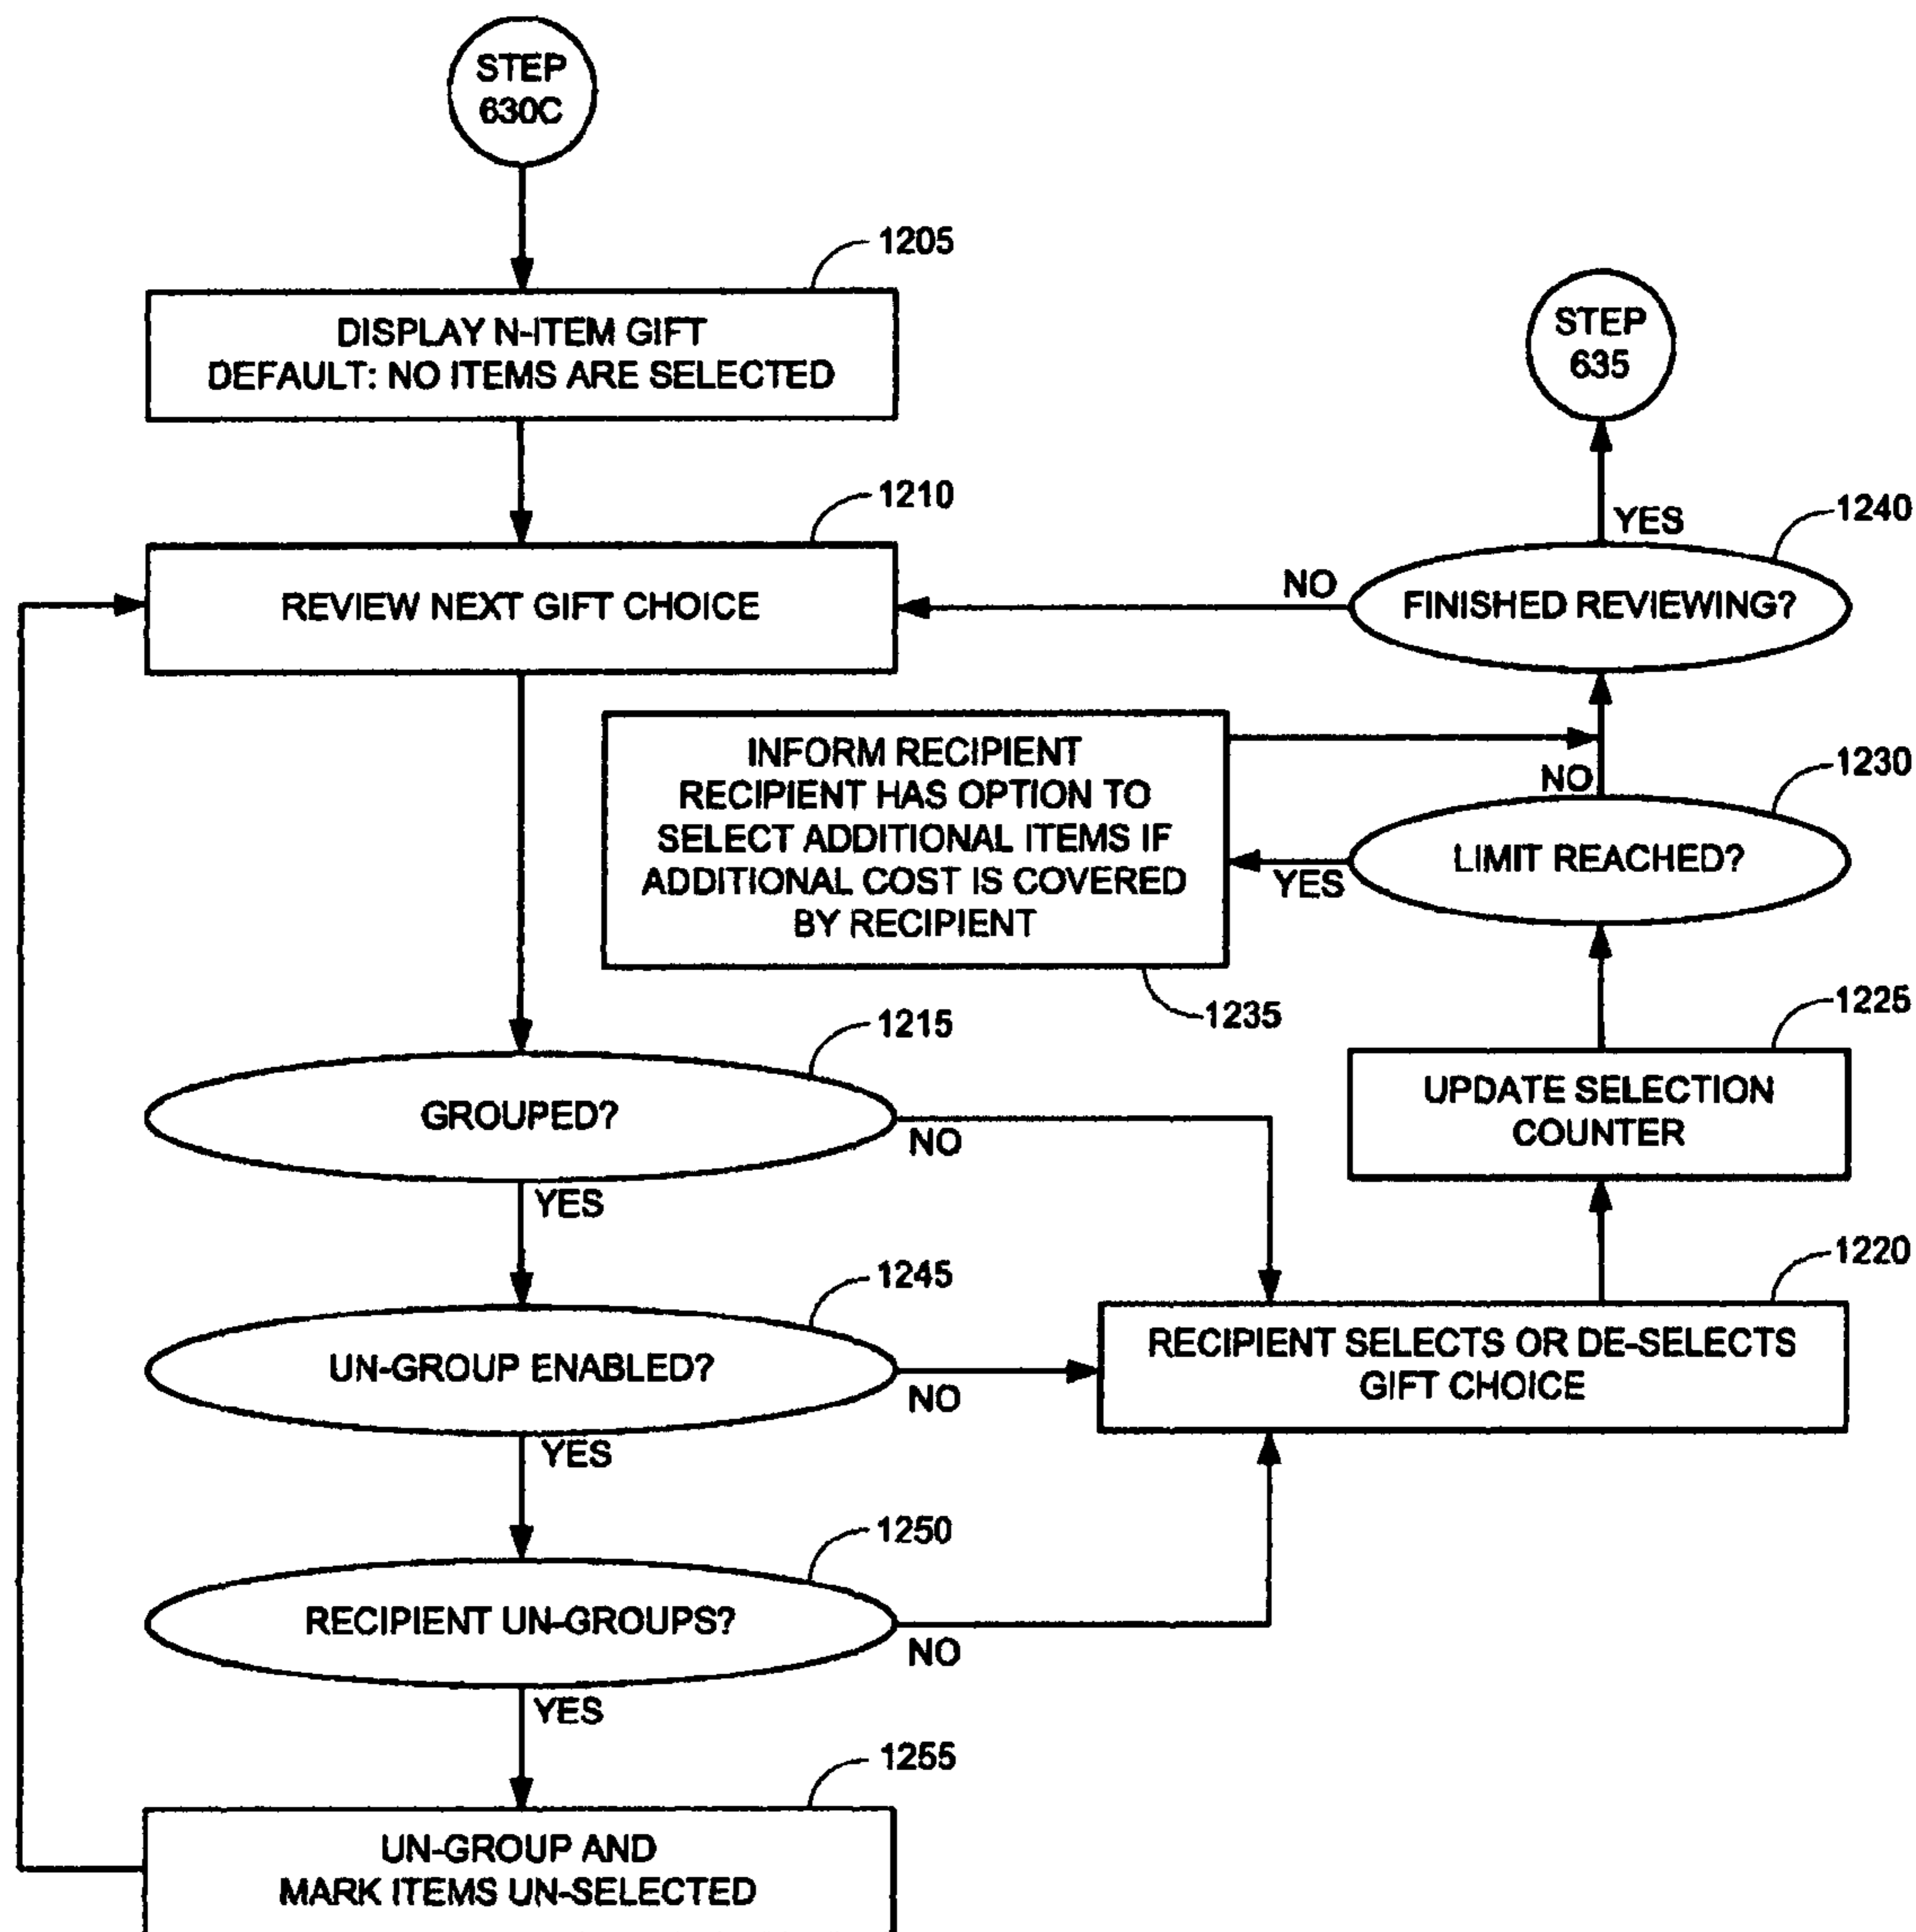 STEP
630C
1205
DISPLAY N-ITEM GIFT
DEFAULT: NO ITEMS ARE SELECTED
STEP
635
1210
REVIEW NEXT GIFT CHOICE
YES
1240
NO
FINISHED REVIEWING?
INFORM RECIPIENT
RECIPIENT HAS OPTION TO
SELECT ADDITIONAL ITEMS IF
ADDITIONAL COST IS COVERED
BY RECIPIENT
1235
NO
1230
LIMIT REACHED?
YES
1225
UPDATE SELECTION
COUNTER
1215
GROUPED?
NO
YES
1220
RECIPIENT SELECTS OR DE-SELECTS
GIFT CHOICE
1245
UN-GROUP ENABLED?
NO
YES
1250
RECIPIENT UN-GROUPS?
NO
YES
1255
UN-GROUP AND
MARK ITEMS UN-SELECTED